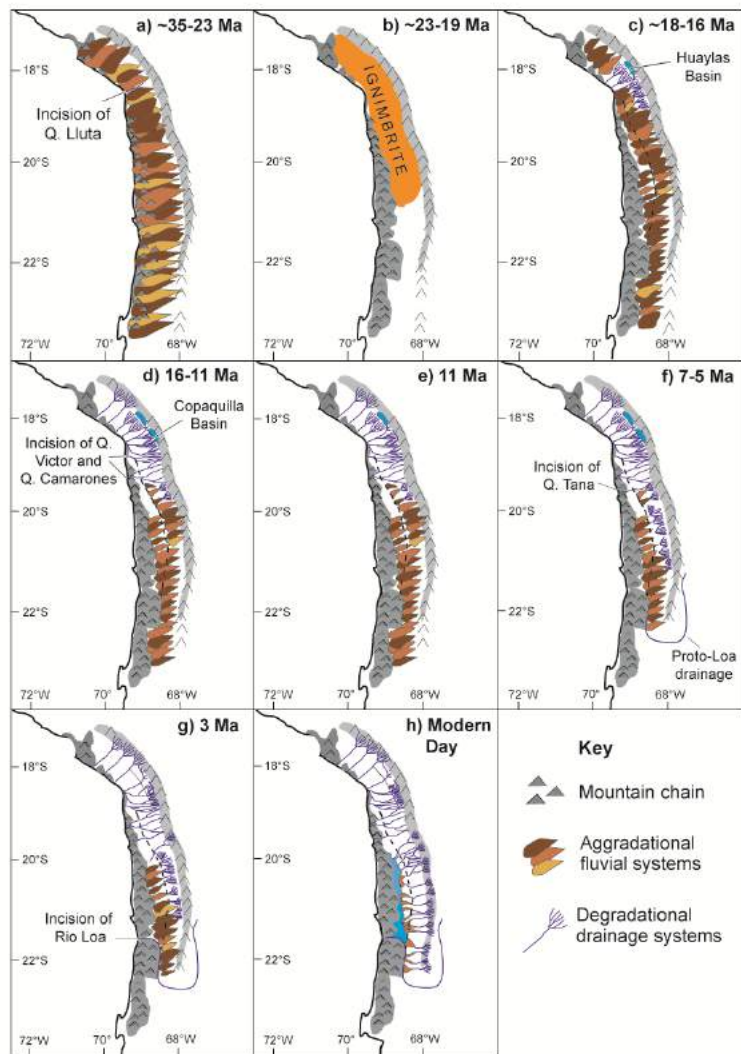 a) ~35-23 Ma
18°S
Incision of
Q. Lluta
20°S
22°S
72°W
70°
68°W
b) ~23-19 Ma
18°S
IGNIMBRITE
20°S
22°S
72°W
70°
68°W
c) ~18-16 Ma
Huaylas
Basin
18°S
20°S
22°S
72°W
70°
68°W
d) 16-11 Ma
18°S
Copaquilla
Basin
Incision of Q.
Victor and
Q. Camarones
20°S
22°S
72°W
70°
68°W
e) 11 Ma
18°S
20°S
22°S
72°W
70°
68°W
f) 7-5 Ma
18°S
Incision of
Q. Tana
20°S
22°S
Proto-Loa
drainage
72°W
70°
68°W
g) 3 Ma
18°S
20°S
Incision of
Rio Loa
22°S
72°W
70°
68°W
h) Modern
Day
18°S
20°S
22°S
72°W
70°
68°W
Key
Mountain chain
Aggradational
fluvial systems
Degradational
drainage systems